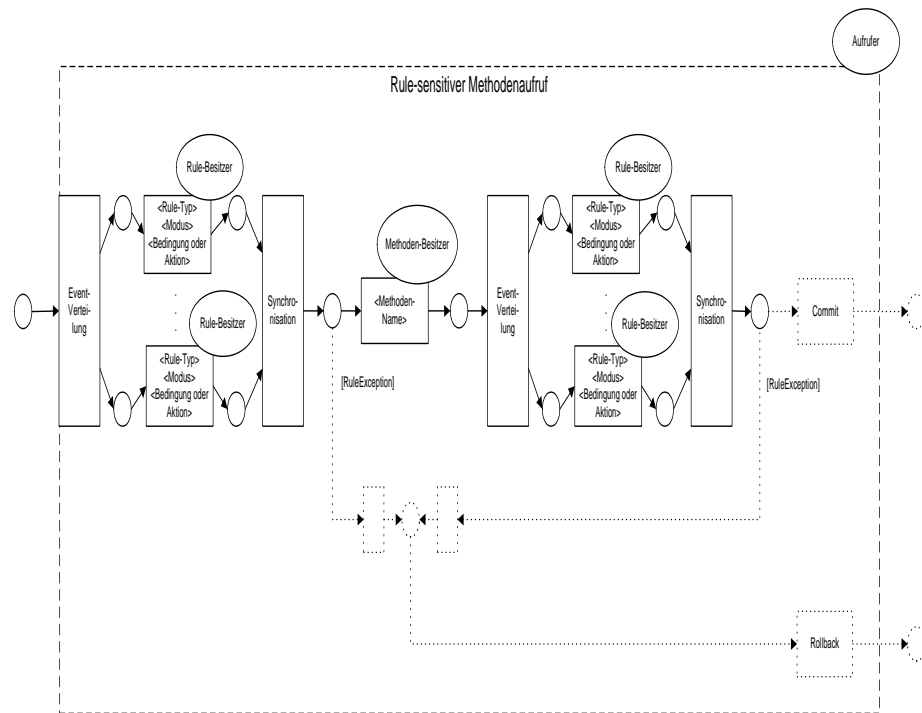 Aufrufer
Rule-sensitiver Methodenaufruf
Rule-Besitzer
<Rule-Typ>
<Modus>
<Bedingung oder
Aktion>
Rule-Besitzer
<Rule-Typ>
<Modus>
<Bedingung oder
Aktion>
Methoden-Besitzer
Event-
Vertei-
lung
Synchro-
nisation
<Methoden-
Name>
Event-
Vertei-
lung
Synchro-
nisation
Commit
Rule-Besitzer
<Rule-Typ>
<Modus>
<Bedingung oder
Aktion>
Rule-Besitzer
<Rule-Typ>
<Modus>
<Bedingung oder
Aktion>
[RuleException]
[RuleException]
Rollback